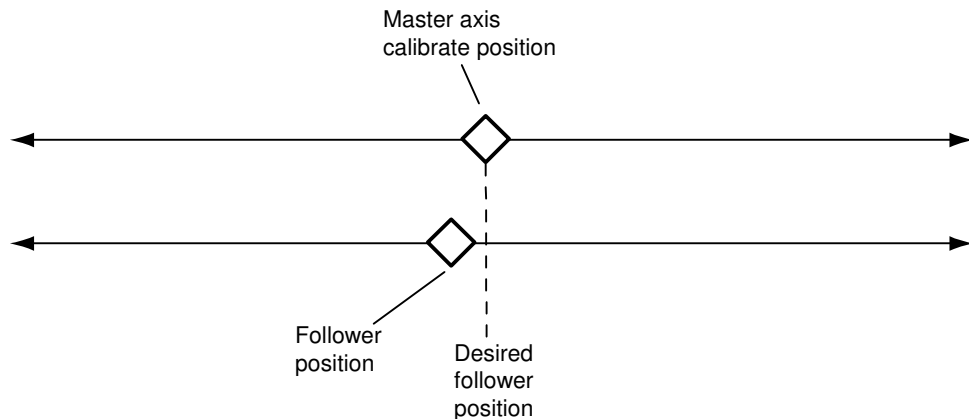 Master axis
calibrate position
Follower
position
Desired
follower
position